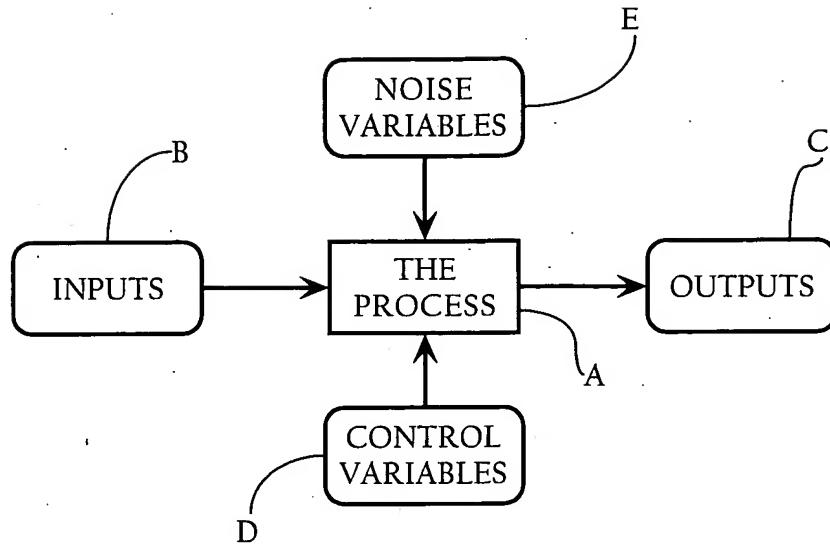 E
NOISE
VARIABLES
B
C
INPUTS
THE
PROCESS
OUTPUTS
A
CONTROL
VARIABLES
D